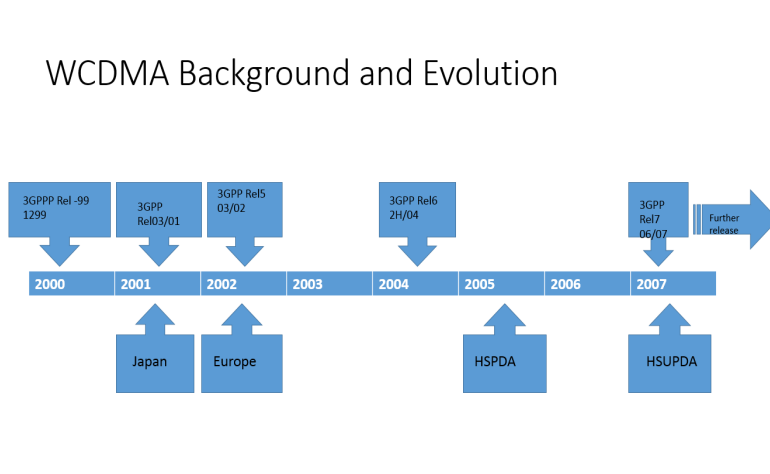 WCDMA Background and Evolution
3GPPP Rel -99
1299
3GPP
Rel03/01
3GPP Rel5
03/02
3GPP Rel6
2H/04
3GPP
Rel7
06/07
Further
release
2000
2001
2002
2003
2004
2005
2006
2007
Japan
Europe
HSPDA
HSUPDA